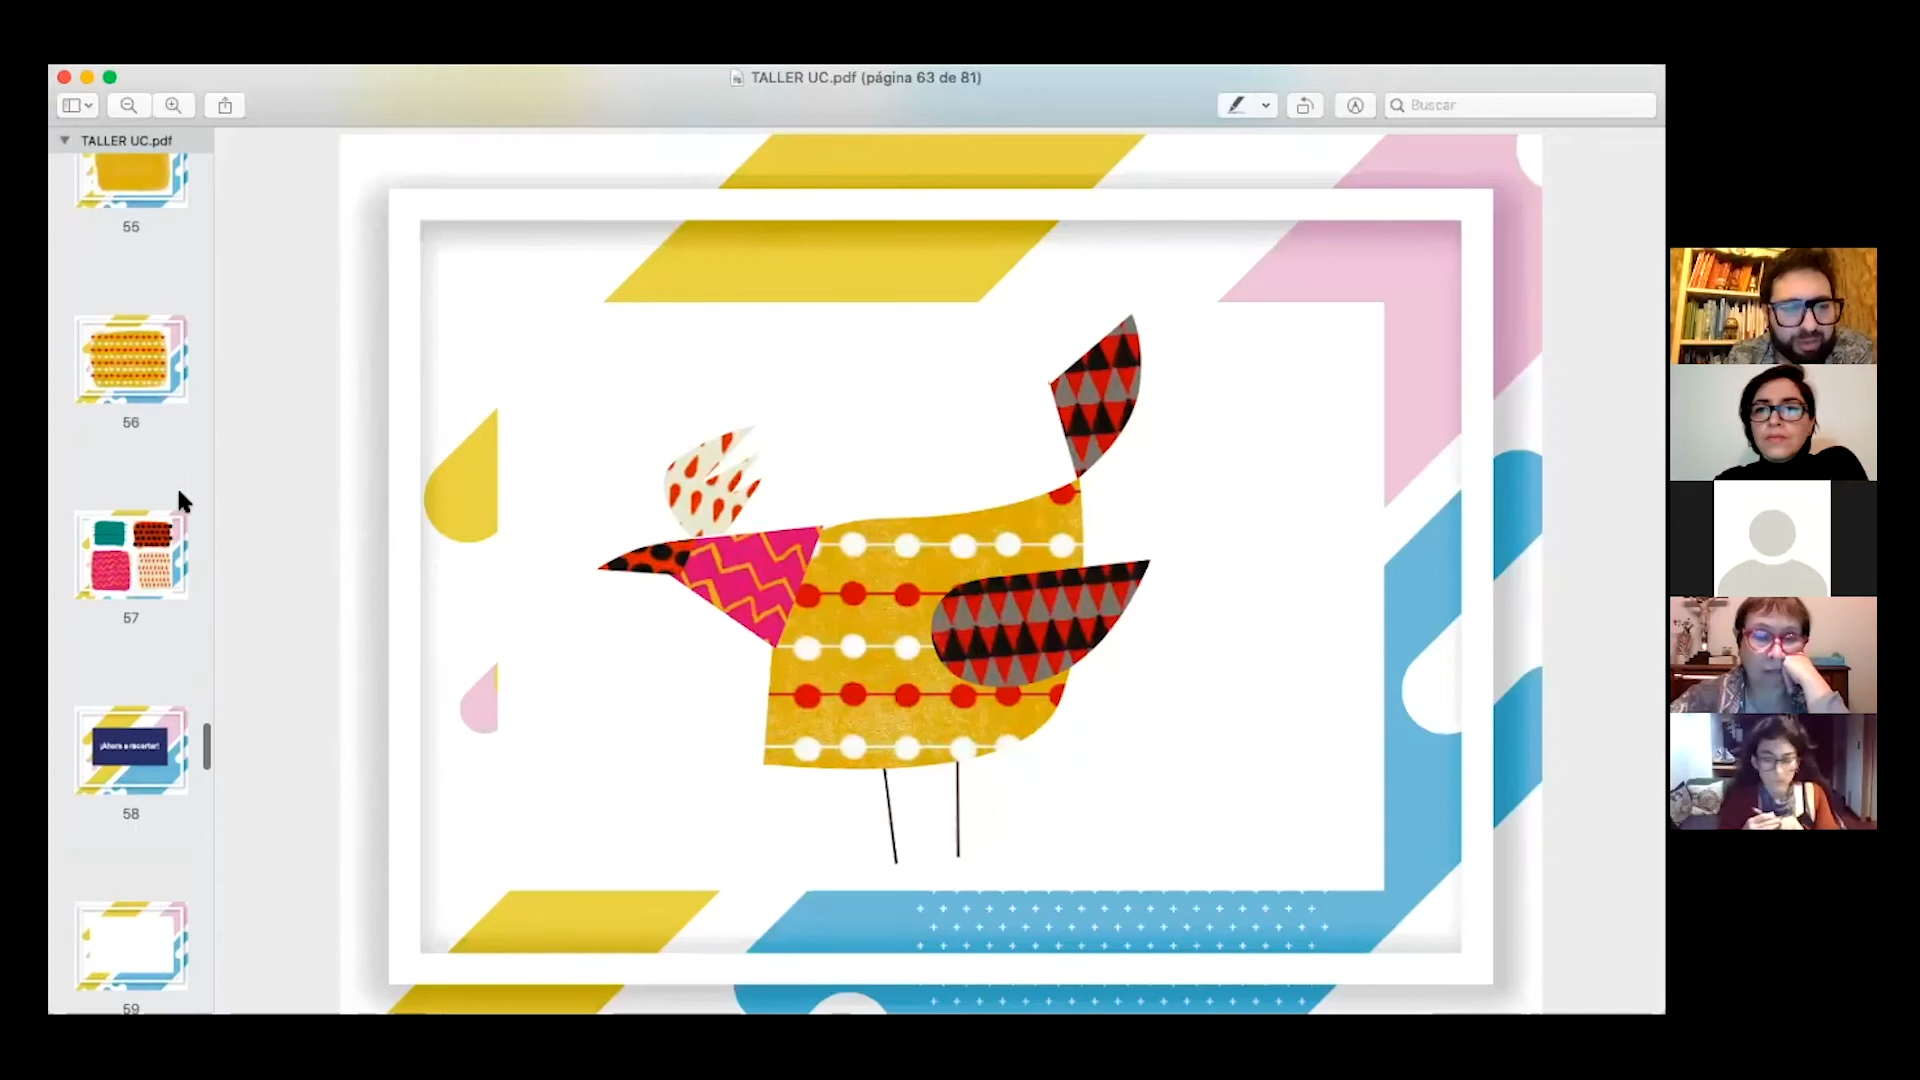 TALLER UC.pdf (página 63 de 81)
Buscar
TALLER UC.pdf
55
56
57
¡Ahora a recortar!
58
59